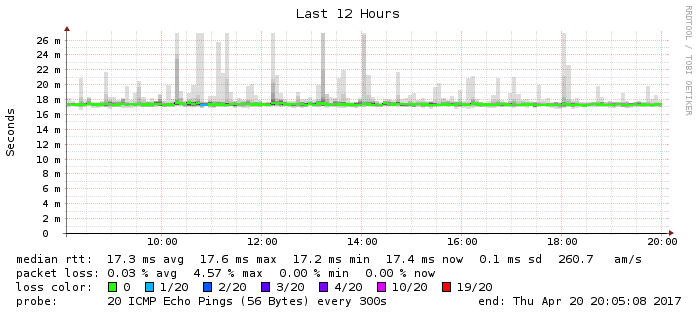 Last 12 Hours
RRDTOOL / TOBI OETIKER
Seconds
26 m
24 m
22 m
20 m
18 m
16 m
14 m
12 m
10 m
8 m
6 m
4 m
2 m
0
10:00 12:00 14:00 16:00 18:00 20:00
median rtt: 17.3 ms avg 17.6 ms max 17.2 ms min 17.4 ms now 0.1 ms sd 260.7 am/s
packet loss: 0.03 % avg 4.57 % max 0.00 % min 0.00 % now
loss color: 0 1/20 2/20 3/20 4/20 10/20 19/20
probe: 20 ICMP Echo Pings (56 Bytes) every 300s end: Thu Apr 20 20:05:08 2017